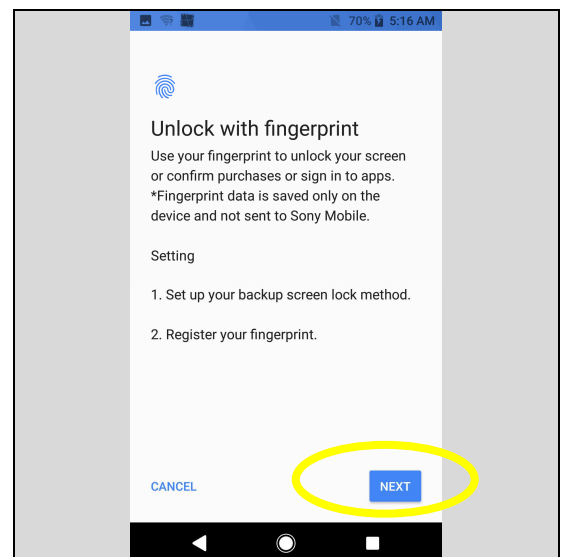 70% 5:16 AM
Unlock with fingerprint
Use your fingerprint to unlock your screen
or confirm purchases or sign in to apps.
*Fingerprint data is saved only on the
device and not sent to Sony Mobile.
Setting
1. Set up your backup screen lock method.
2. Register your fingerprint.
CANCEL NEXT